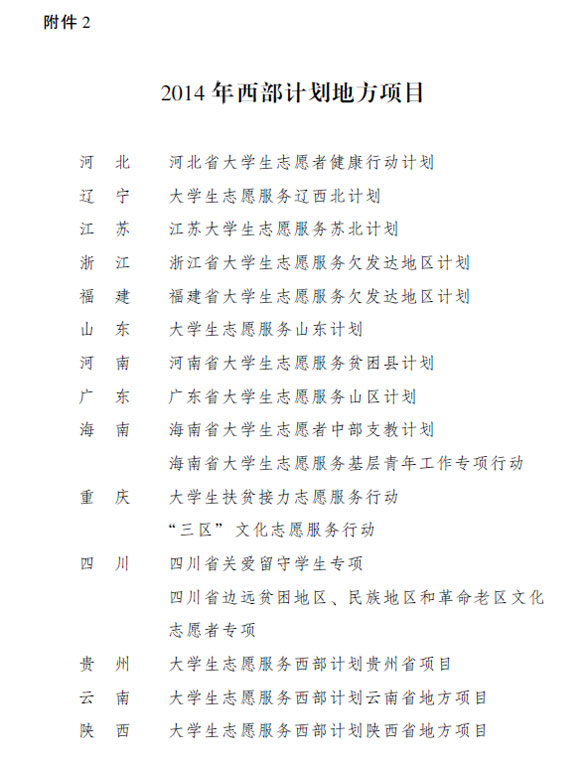 附件2
2014年西部计划地方项目
河 北 河北省大学生志愿者健康行动计划
辽 宁 大学生志愿服务辽西北计划
江 苏 江苏大学生志愿服务苏北计划
浙 江 浙江省大学生志愿服务欠发达地区计划
福 建 福建省大学生志愿服务欠发达地区计划
山 东 大学生志愿服务山东计划
河 南 河南省大学生志愿服务贫困县计划
广 东 广东省大学生志愿服务山区计划
海 南 海南省大学生志愿者中部支教计划
海南省大学生志愿服务基层青年工作专项行动
重 庆 大学生扶贫接力志愿服务行动
“三区”文化志愿服务行动
四 川 四川省关爱留守学生专项
四川省边远贫困地区、民族地区和革命老区文化
志愿者专项
贵 州 大学生志愿服务西部计划贵州省项目
云 南 大学生志愿服务西部计划云南省地方项目
陕 西 大学生志愿服务西部计划陕西省地方项目